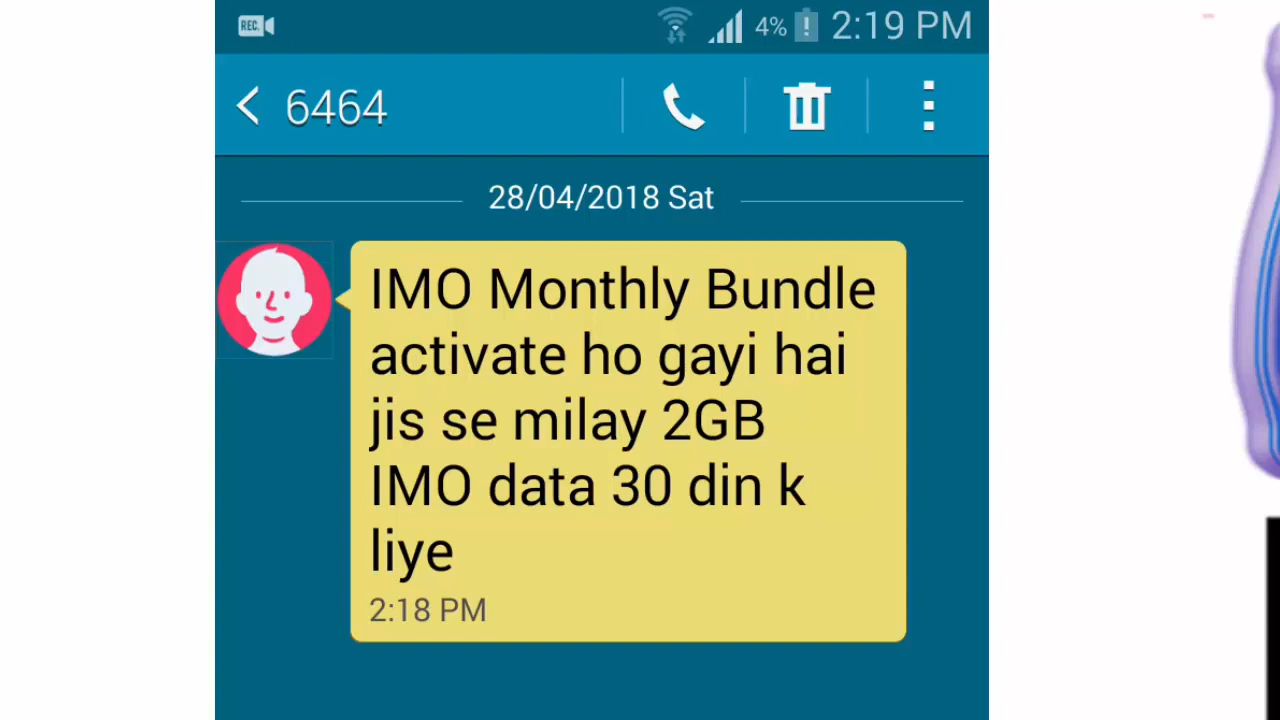 REC.
4%
2:19 PM
6464
28/04/2018 Sat
IMO Monthly Bundle
activate ho gayi hai
jis se milay 2GB
IMO data 30 din k
liye
2:18 PM